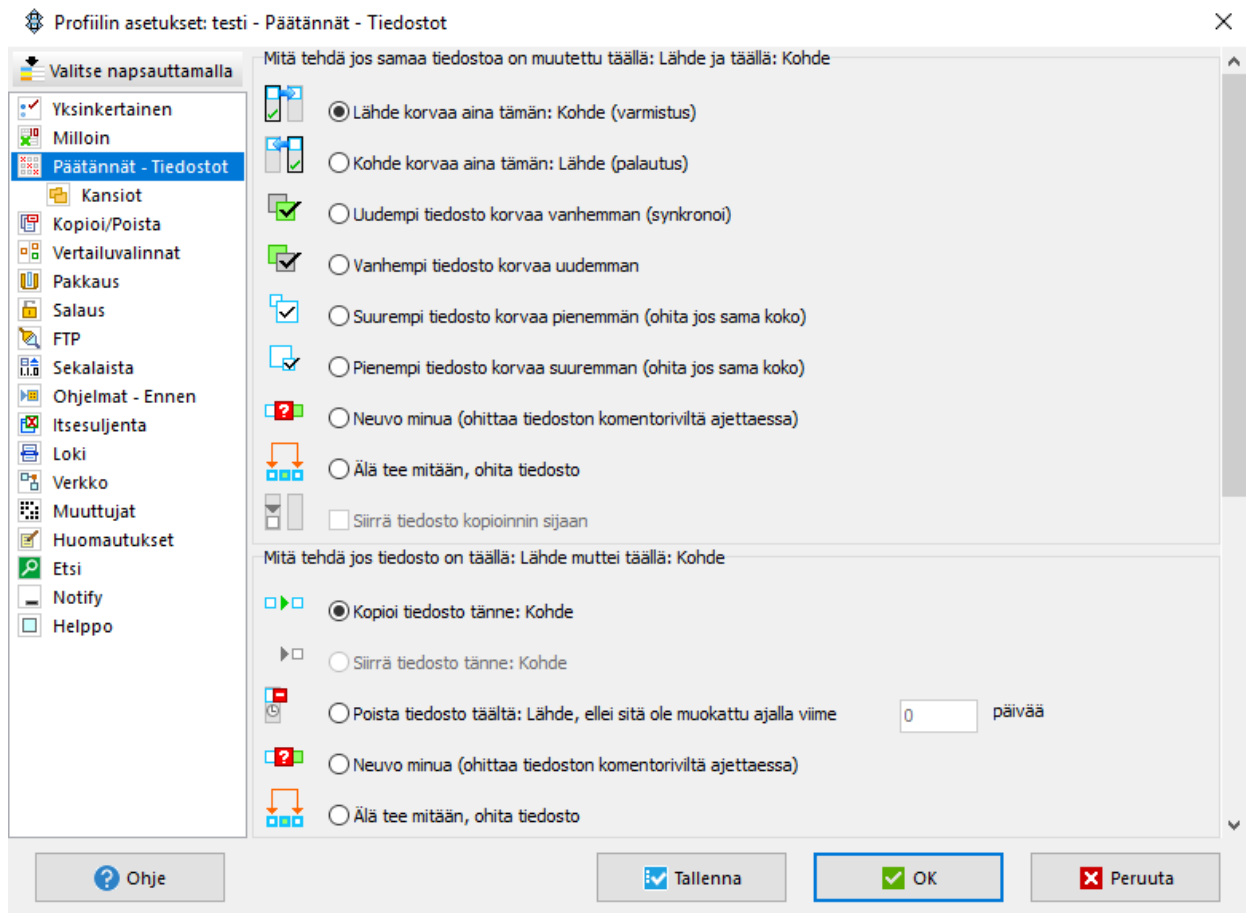 Profiilin asetukset: testi - Päätännät - Tiedostot
Valitse napsauttamalla
Yksinkertainen
Milloin
Päätännät - Tiedostot
Kansiot
Kopioi/Poista
Vertailuvalinnat
Pakkaus
Salaus
FTP
Sekalaista
Ohjelmat - Ennen
Itsesuljenta
Loki
Verkko
Muuttujat
Huomautukset
Etsi
Notify
Helppo
Mitä tehdä jos samaa tiedostoa on muutettu täällä: Lähde ja täällä: Kohde
Lähde korvaa aina tämän: Kohde (varmistus)
Kohde korvaa aina tämän: Lähde (palautus)
Uudempi tiedosto korvaa vanhemman (synkronoi)
Vanhempi tiedosto korvaa uudemman
Suurempi tiedosto korvaa pienemmän (ohita jos sama koko)
Pienempi tiedosto korvaa suuremman (ohita jos sama koko)
Neuvo minua (ohittaa tiedoston komentoriviltä ajettaessa)
Älä tee mitään, ohita tiedosto
Siirrä tiedosto kopioinnin sijaan
Mitä tehdä jos tiedosto on täällä: Lähde muttei täällä: Kohde
Kopioi tiedosto tänne: Kohde
Siirrä tiedosto tänne: Kohde
Poista tiedosto täältä: Lähde, ellei sitä ole muokattu ajalla viime 0 päivää
Neuvo minua (ohittaa tiedoston komentoriviltä ajettaessa)
Älä tee mitään, ohita tiedosto
Ohje
Tallenna
OK
Peruuta